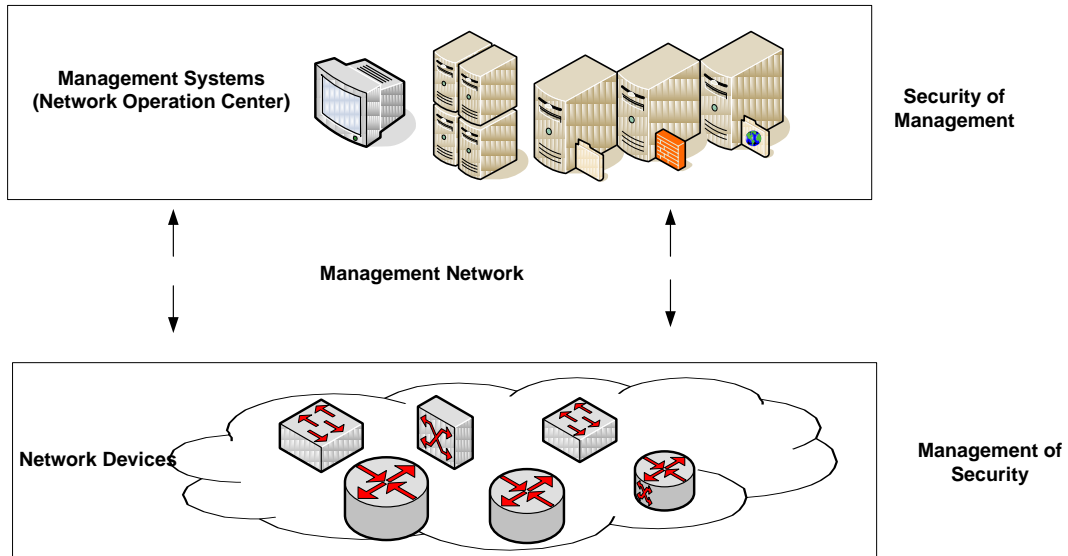 Management Systems
(Network Operation Center)
Security of
Management
Management Network
Network Devices
Management of
Security